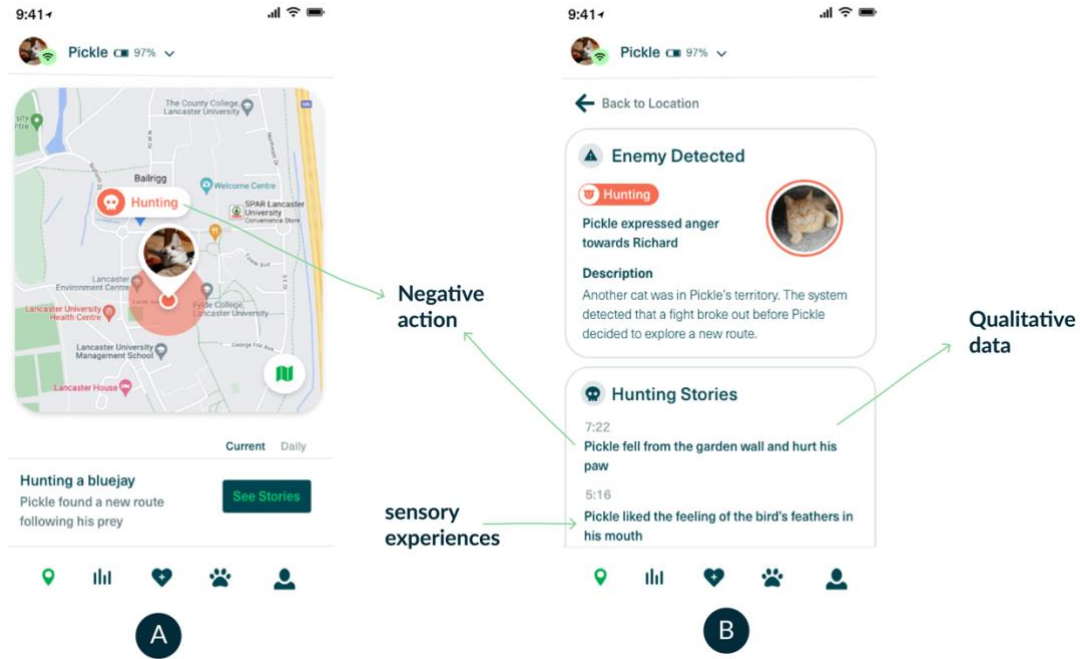 9:41
Pickle 97%
The County College,
Lancaster University
Bailrigg
Welcome Centre
Hunting
SPAR Lancaster
University
Convenience Store
Lancaster
Environment Centre
Fylde College,
Lancaster University
Lancaster University
Health Centre
Lancaster University
Management School
George Fox Ave
Lancaster House
Current Daily
Hunting a bluejay
Pickle found a new route
following his prey
See Stories
A
Negative
action
sensory
experiences
9:41
Pickle 97%
Back to Location
Enemy Detected
Hunting
Pickle expressed anger
towards Richard
Description
Another cat was in Pickle's territory. The system
detected that a fight broke out before Pickle
decided to explore a new route.
Hunting Stories
7:22
Pickle fell from the garden wall and hurt his
paw
5:16
Pickle liked the feeling of the bird's feathers in
his mouth
B
Qualitative
data